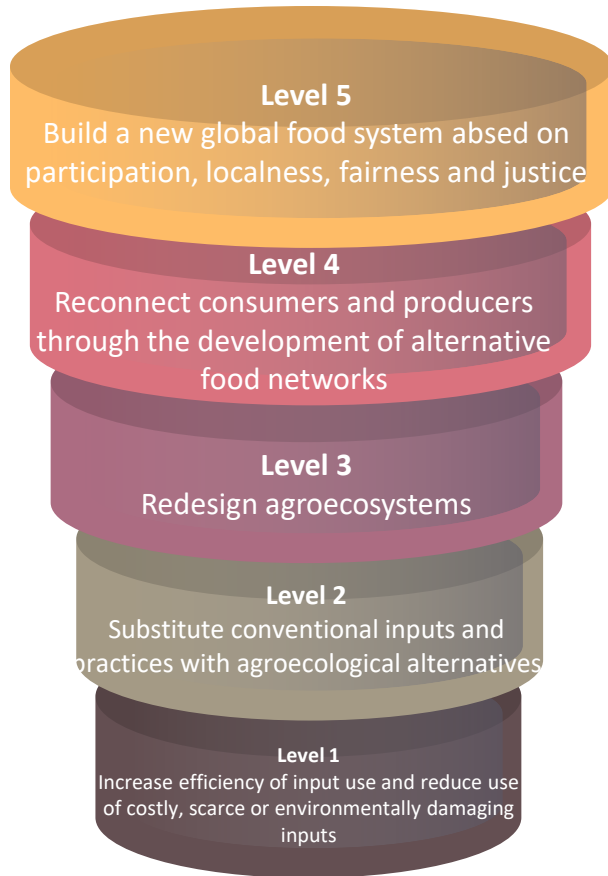 Level 5
Build a new global food system absed on
participation, localness, fairness and justice
Level 4
Reconnect consumers and producers
through the development of alternative
food networks
Level 3
Redesign agroecosystems
Level 2
Substitute conventional inputs and
practices with agroecological alternatives
Level 1
Increase efficiency of input use and reduce use
of costly, scarce or environmentally damaging
inputs